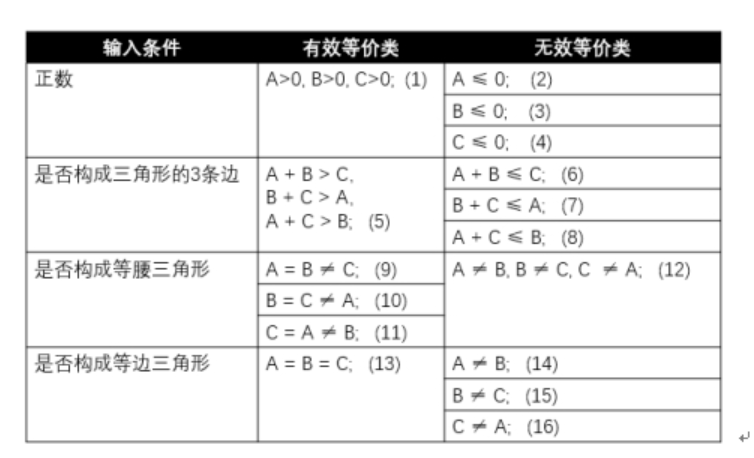 输入条件 有效等价类 无效等价类
正数 A>0, B>0, C>0; (1) A ≤ 0; (2)
B ≤ 0; (3)
C ≤ 0; (4)
是否构成三角形的3条边 A + B > C, A + B ≤ C; (6)
B + C > A, B + C ≤ A; (7)
A + C > B; (5) A + C ≤ B; (8)
是否构成等腰三角形 A = B ≠ C; (9) A ≠ B, B ≠ C, C ≠ A; (12)
B = C ≠ A; (10)
C = A ≠ B; (11)
是否构成等边三角形 A = B = C; (13) A ≠ B; (14)
B ≠ C; (15)
C ≠ A; (16)